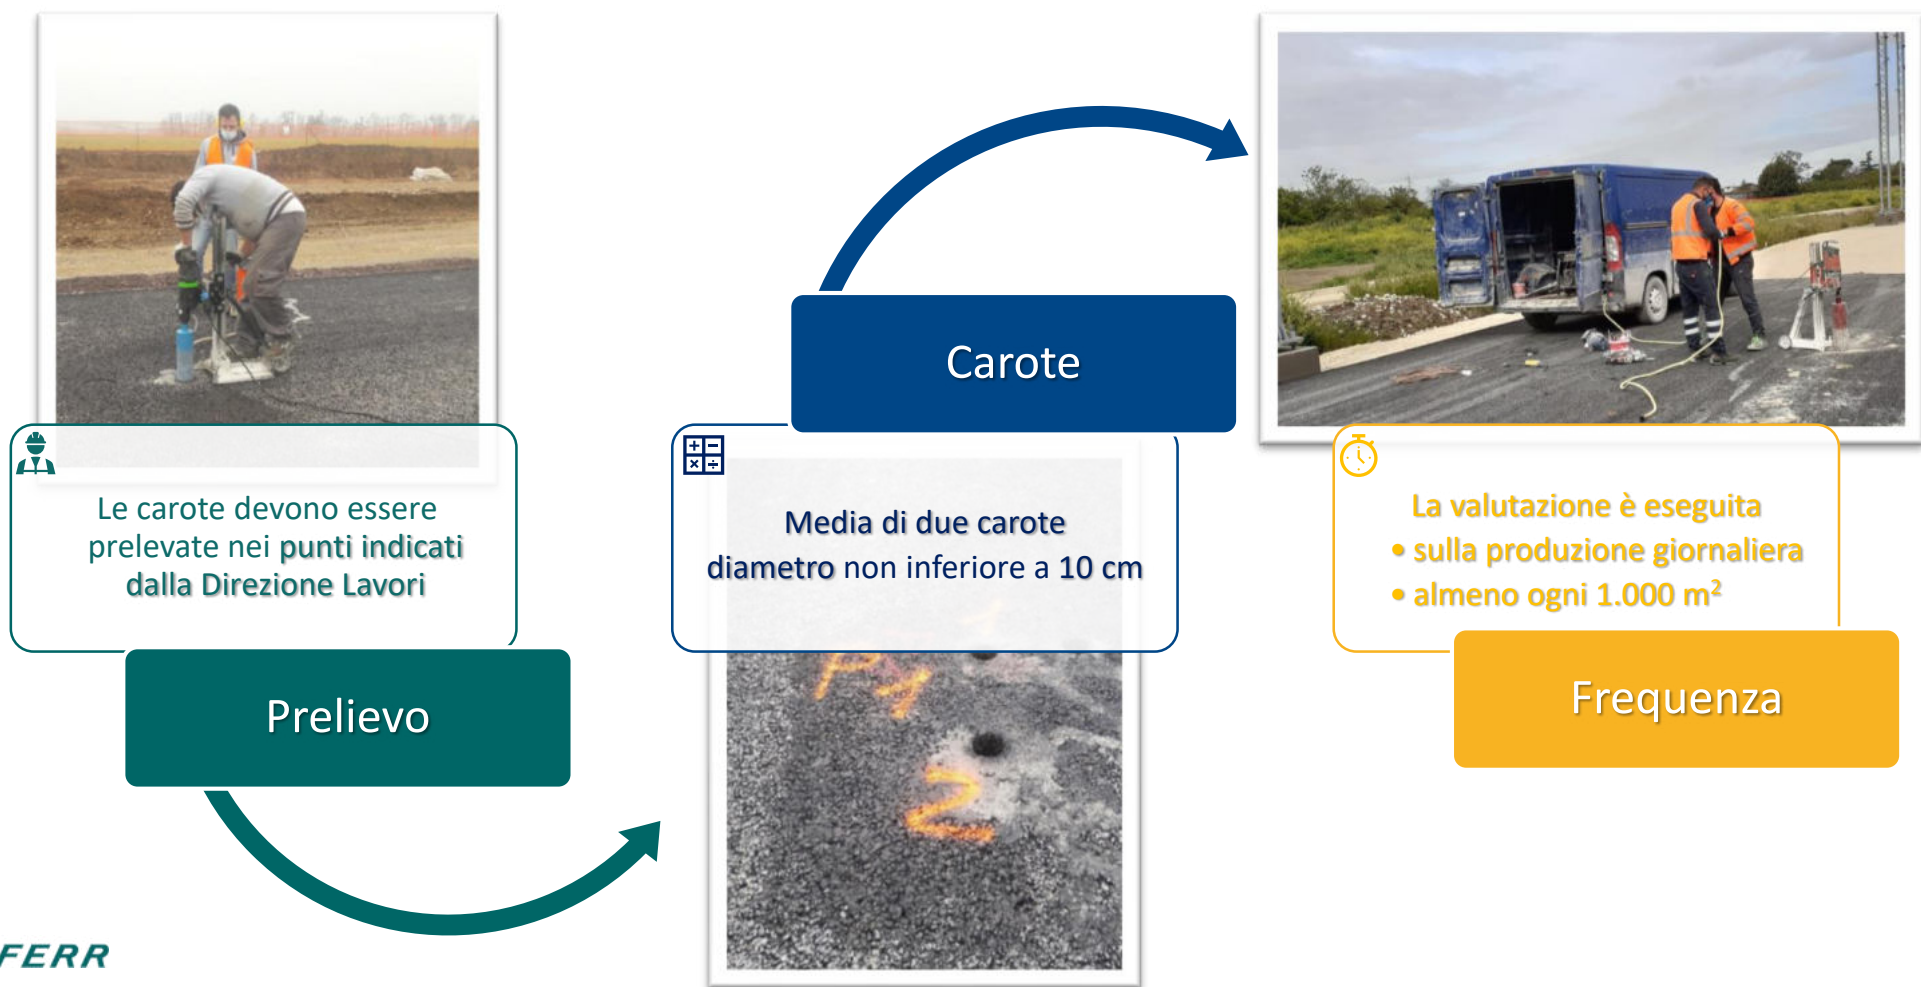 Le carote devono essere
prelevate nei punti indicati
dalla Direzione Lavori
Prelievo
Carote
Media di due carote
diametro non inferiore a 10 cm
P1
2
La valutazione è eseguita
• sulla produzione giornaliera
• almeno ogni 1.000 m²
Frequenza
FERR